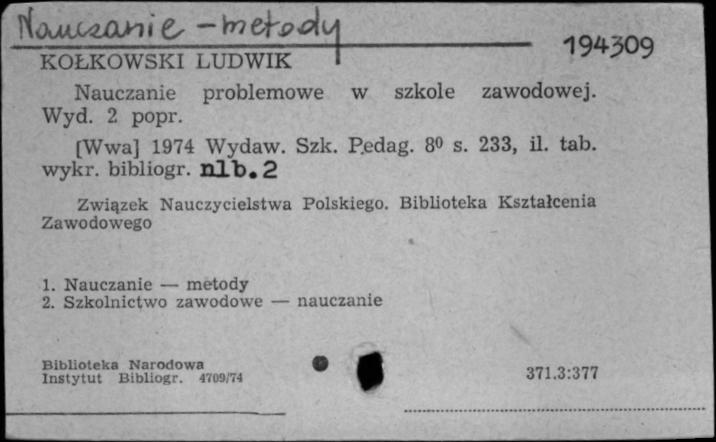 Nauczanie - metody
194309
KOŁKOWSKI LUDWIK
Nauczanie problemowe w szkole zawodowej.
Wyd. 2 popr.
[Wwa] 1974 Wydaw. Szk. Pedag. 8⁰ s. 233, il. tab.
wykr. bibliogr. nlb. 2
Związek Nauczycielstwa Polskiego. Biblioteka Kształcenia
Zawodowego
1. Nauczanie — metody
2. Szkolnictwo zawodowe — nauczanie
Biblioteka Narodowa
Instytut Bibliogr. 4709/74
371.3:377